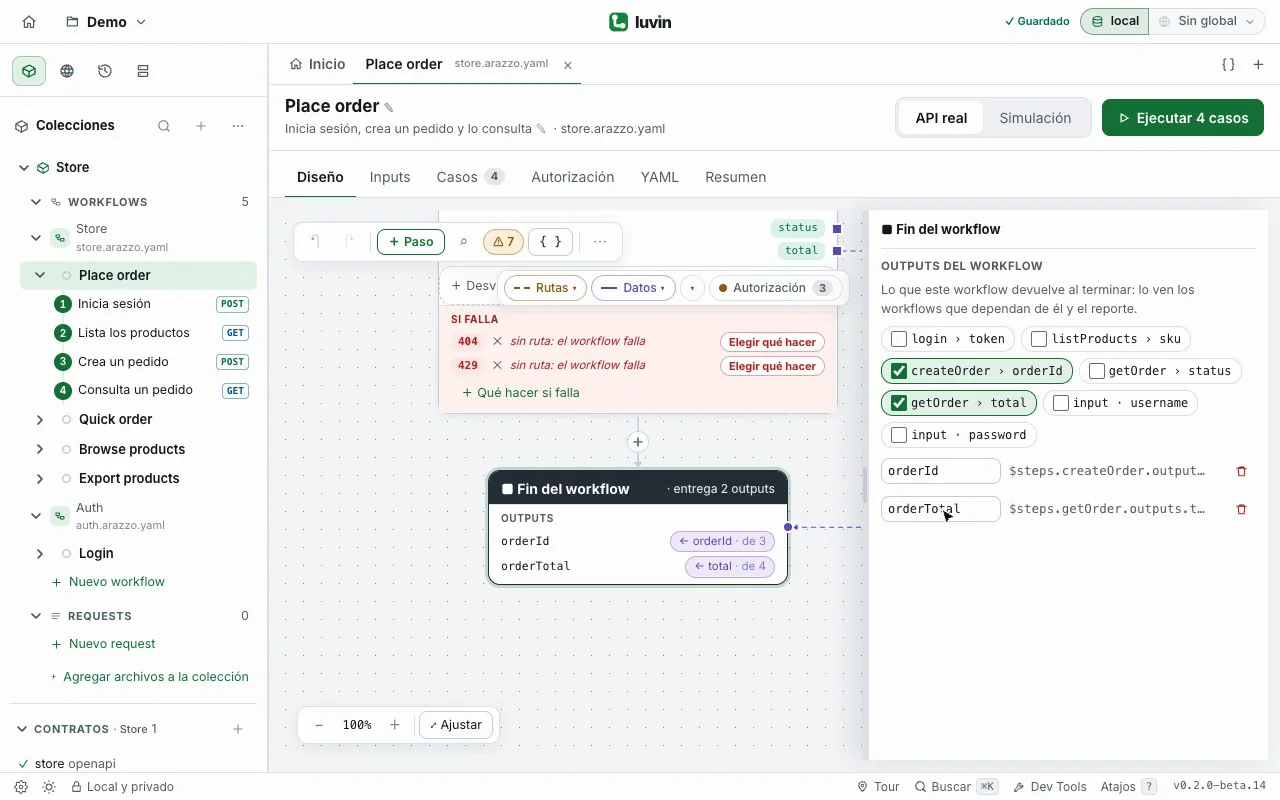 Demo
luvin
Guardado
local
Sin global
Inicio
Place order store.arazzo.yaml ×
{ } +
Place order
Inicia sesión, crea un pedido y lo consulta · store.arazzo.yaml
API real
Simulación
Ejecutar 4 casos
Colecciones
Store
WORKFLOWS 5
Store
store.arazzo.yaml
Place order
1 Inicia sesión POST
2 Lista los productos GET
3 Crea un pedido POST
4 Consulta un pedido GET
Quick order
Browse products
Export products
Auth
auth.arazzo.yaml
Login
+ Nuevo workflow
REQUESTS 0
+ Nuevo request
+ Agregar archivos a la colección
CONTRATOS · Store 1 +
store openapi
Diseño
Inputs
Casos 4
Autorización
YAML
Resumen
+ Paso
7
{ }
···
status
total
+ Desv
Rutas
Datos
Autorización 3
SI FALLA
404 × sin ruta: el workflow falla Elegir qué hacer
429 × sin ruta: el workflow falla Elegir qué hacer
+ Qué hacer si falla
+
Fin del workflow · entrega 2 outputs
OUTPUTS
orderId ← orderId · de 3
orderTotal ← total · de 4
− 100% +
Ajustar
Fin del workflow
OUTPUTS DEL WORKFLOW
Lo que este workflow devuelve al terminar: lo ven los
workflows que dependan de él y el reporte.
login › token
listProducts › sku
createOrder › orderId
getOrder › status
getOrder › total
input · username
input · password
orderId $steps.createOrder.output…
orderTotal $steps.getOrder.outputs.t…
Local y privado
Tour
Buscar ⌘K
Dev Tools
Atajos ?
v0.2.0-beta.14